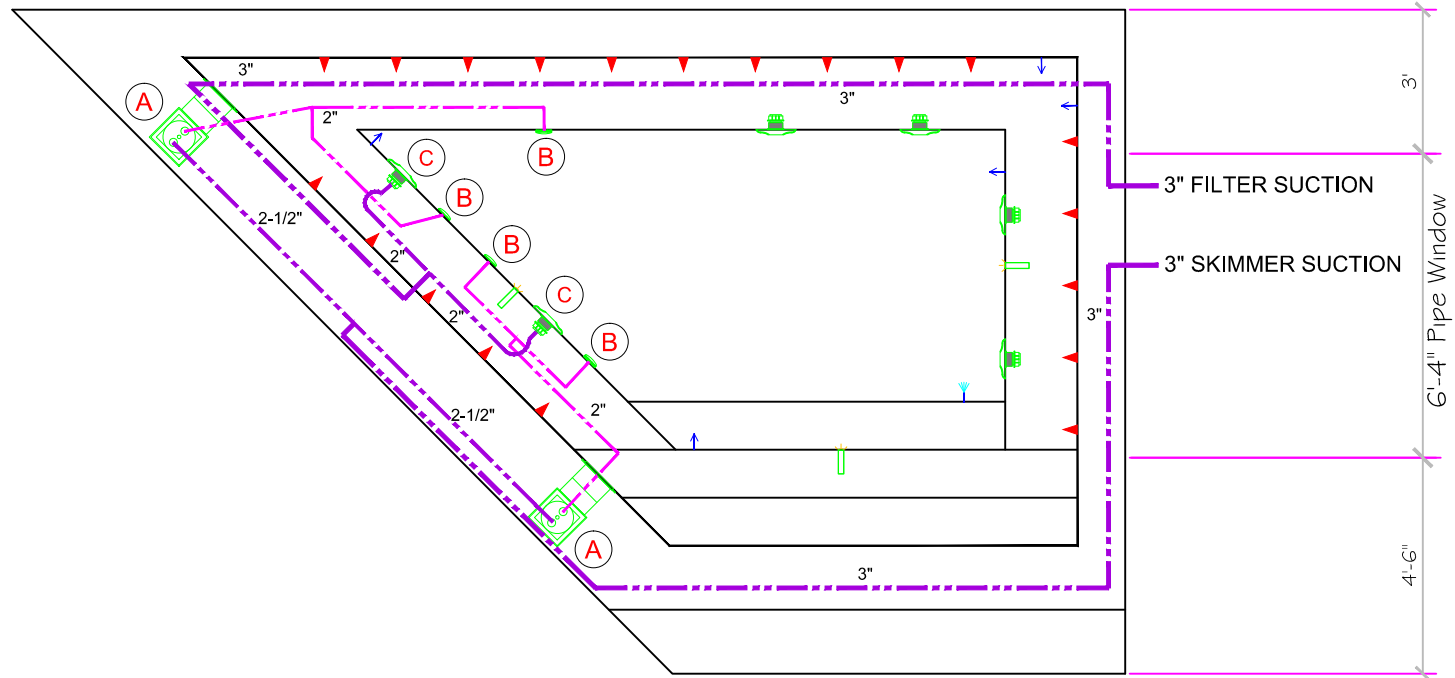 3"
3'
A
2"
3"
B
C
3" FILTER SUCTION
B
2-1/2"
6'-4" Pipe Window
B
2"
3" SKIMMER SUCTION
C
2"
3"
B
2-1/2"
2"
A
3"
4'-6"